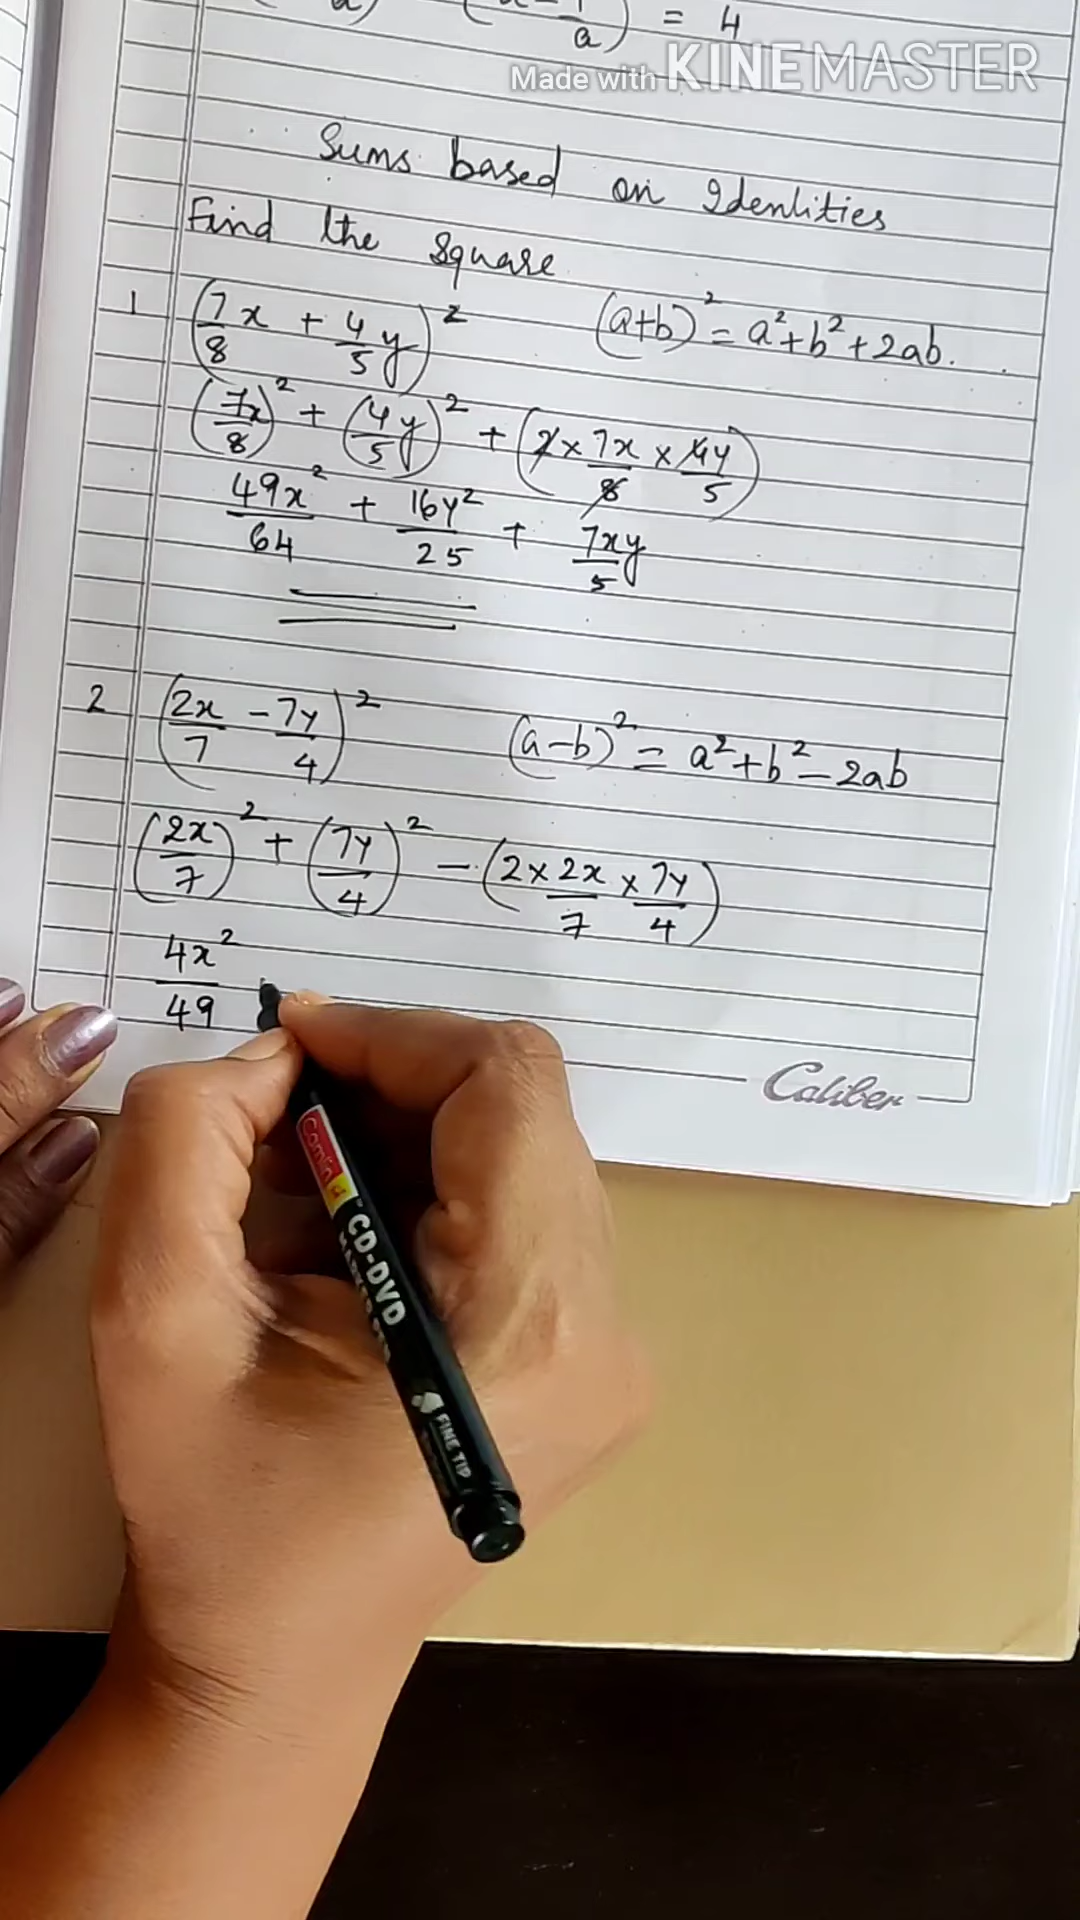 a) a) = 4
Made with KINEMASTER
Sums based on Identities
Find the square
1 (7/8 x + 4/5 y)² (a+b)² = a² + b² + 2ab.
(7x/8)² + (4/5 y)² + (2 × 7x/8 × 4y/5)
49x²/64 + 16y²/25 + 7xy/5
2 (2x/7 - 7y/4)² (a-b)² = a² + b² - 2ab
(2x/7)² + (7y/4)² - (2 × 2x/7 × 7y/4)
4x²/49
Caliber
Camlin
CD-DVD
FINE TIP